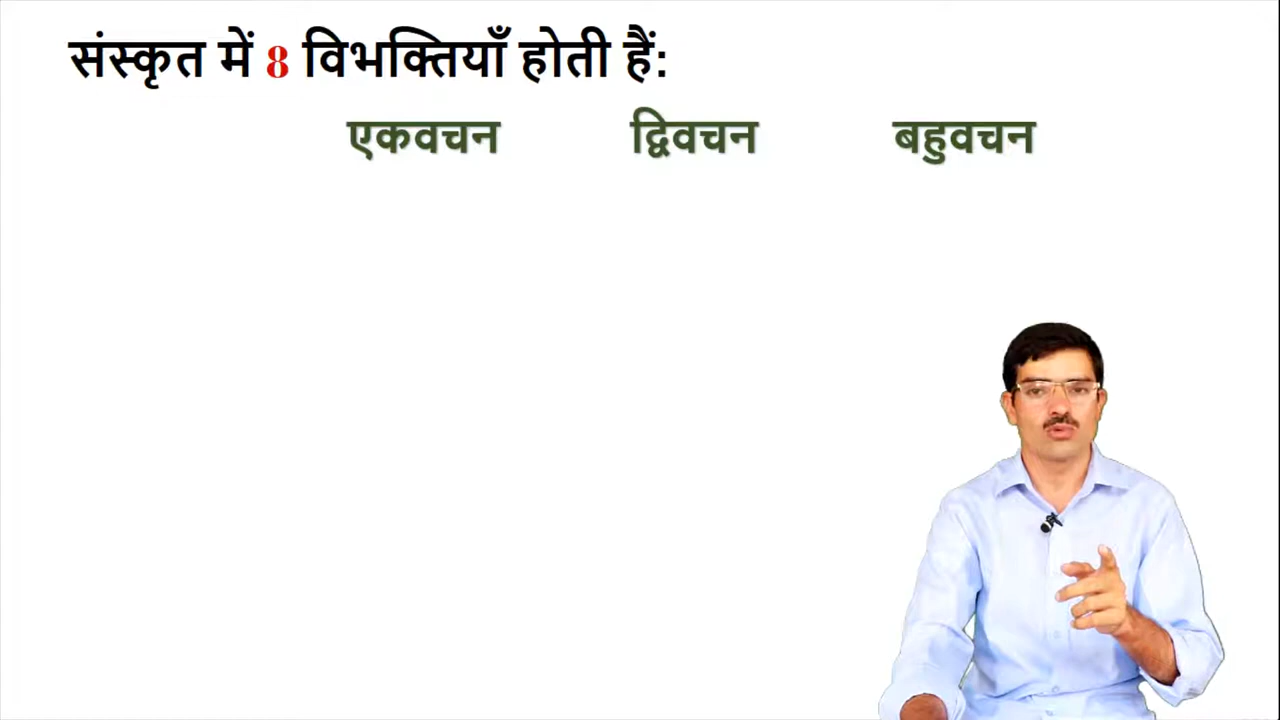 संस्कृत में 8 विभक्तियाँ होती हैं:
एकवचन द्विवचन बहुवचन